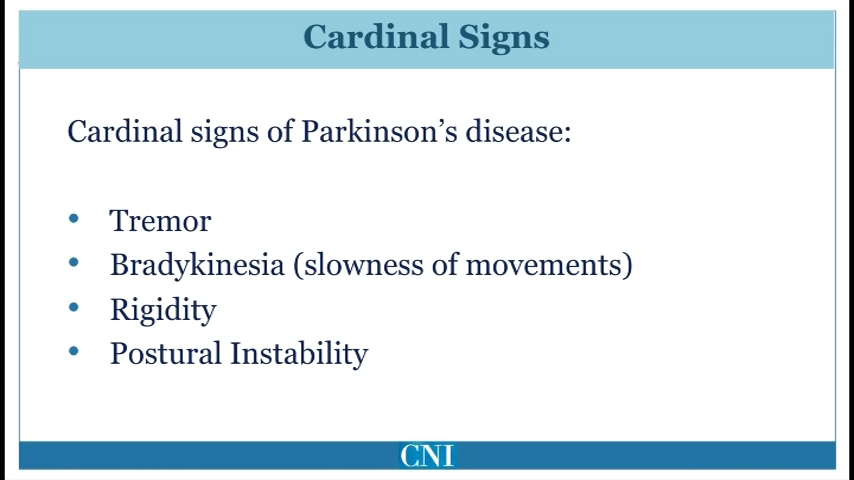 Cardinal Signs
Cardinal signs of Parkinson's disease:
• Tremor
• Bradykinesia (slowness of movements)
• Rigidity
• Postural Instability
CNI